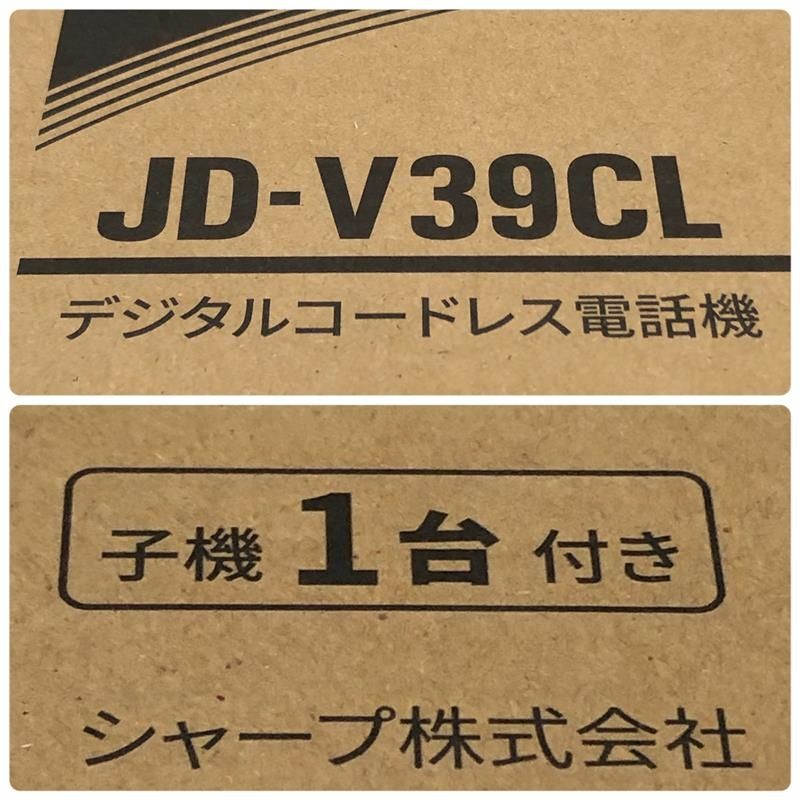 JD-V39CL
デジタルコードレス電話機
子機 1台 付き
シャープ株式会社